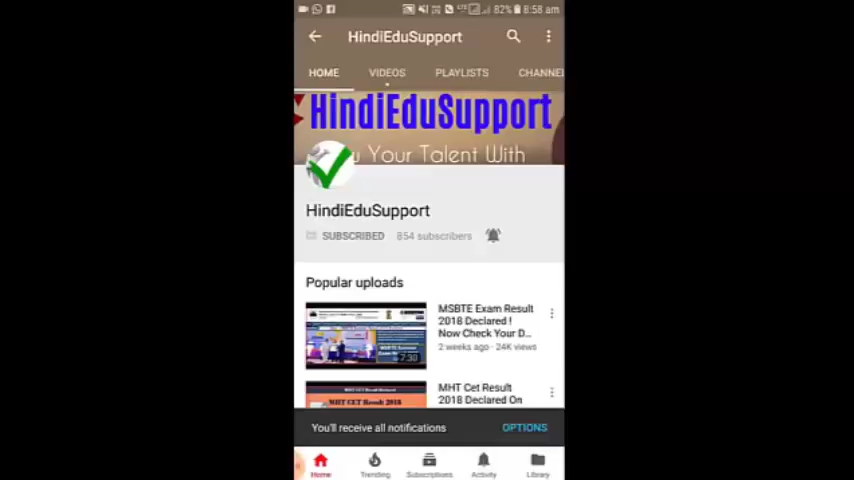 82% 8:58 am
HindiEduSupport
HOME VIDEOS PLAYLISTS CHANNEL
HindiEduSupport
Your Talent With
HindiEduSupport
SUBSCRIBED 854 subscribers
Popular uploads
MSBTE Exam Result
2018 Declared !
Now Check Your D...
2 weeks ago · 24K views
7:30
MHT Cet Result
2018 Declared On
MHT CET Result 2018
You'll receive all notifications OPTIONS
Home Trending Subscriptions Activity Library